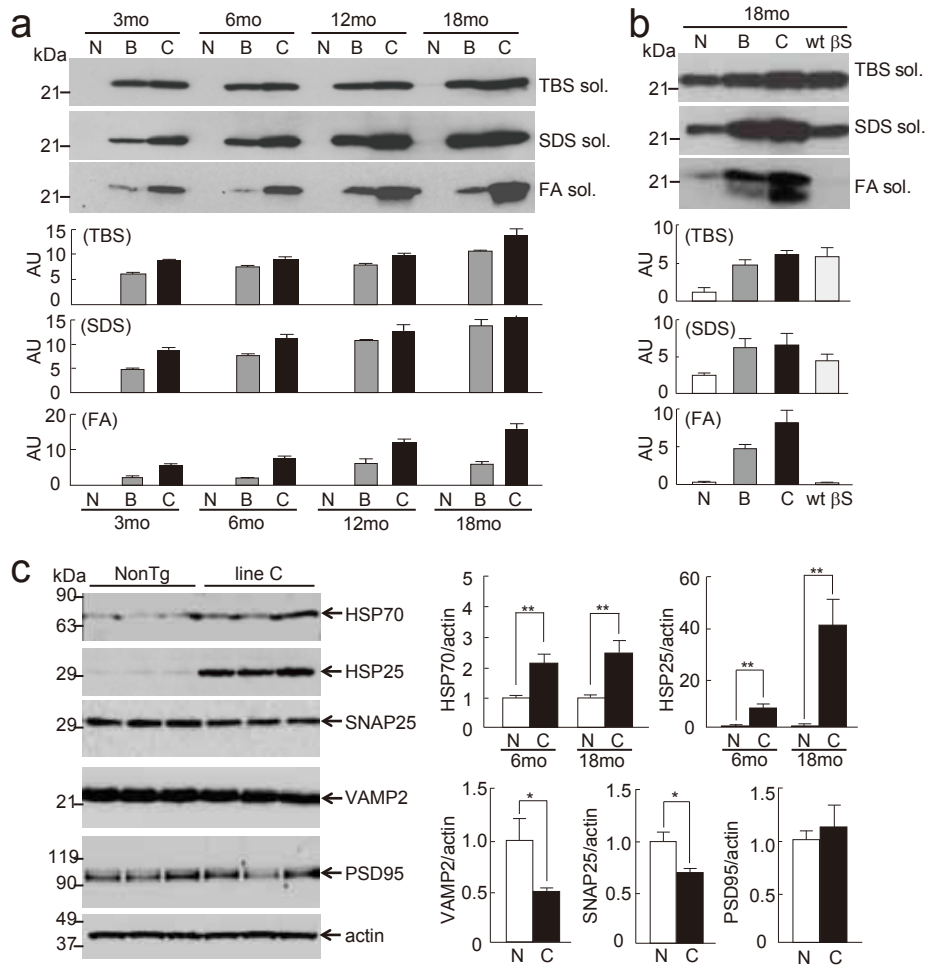 a
3mo 6mo 12mo 18mo
kDa N B C N B C N B C N B C
21 TBS sol.
21 SDS sol.
21 FA sol.
15 (TBS)
10
AU
5
0
15 (SDS)
10
AU
5
0
20 (FA)
10
AU
0
N B C N B C N B C N B C
3mo 6mo 12mo 18mo
b
18mo
kDa N B C wt βS
21 TBS sol.
21 SDS sol.
21 FA sol.
10 (TBS)
AU
5
0
10 (SDS)
AU
5
0
10 (FA)
AU
5
0
N B C wt βS
c
kDa NonTg line C
90
63
HSP70
29 HSP25
29 SNAP25
21 VAMP2
119
90
PSD95
49
37
actin
HSP70/actin
5
4
3
2
1
0
** **
N C N C
6mo 18mo
HSP25/actin
60
40
20
0
** **
N C N C
6mo 18mo
VAMP2/actin
1.5
1.0
0.5
0
*
N C
SNAP25/actin
1.5
1.0
0.5
0
*
N C
PSD95/actin
1.5
1.0
0.5
0
N C